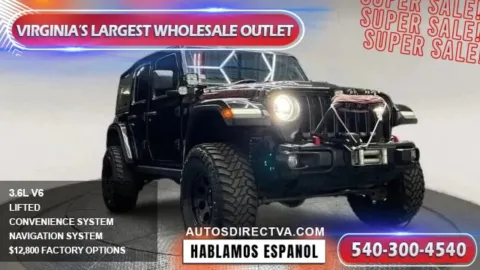 VIRGINIA'S LARGEST WHOLESALE OUTLET
SUPER SALE!
SUPER SALE!
SUPER SALE!
3.6L V6
LIFTED
CONVENIENCE SYSTEM
NAVIGATION SYSTEM
$12,800 FACTORY OPTIONS
AUTOSDIRECTVA.COM
HABLAMOS ESPANOL
540-300-4540